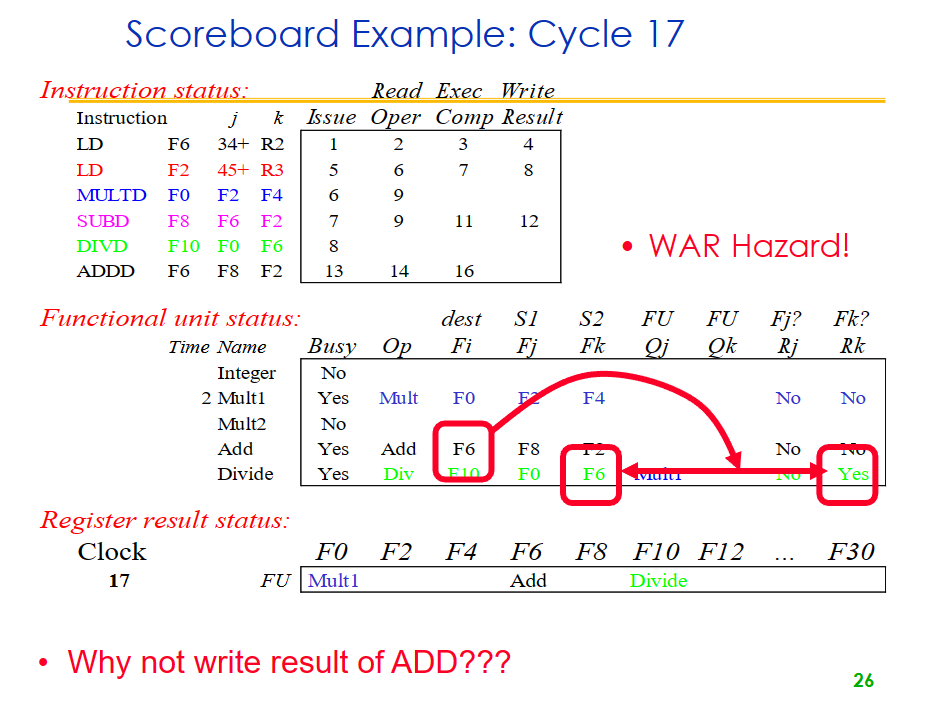 Scoreboard Example: Cycle 17
Instruction status: Read Exec Write
Instruction j k Issue Oper Comp Result
LD F6 34+ R2 1 2 3 4
LD F2 45+ R3 5 6 7 8
MULTD F0 F2 F4 6 9
SUBD F8 F6 F2 7 9 11 12
DIVD F10 F0 F6 8
ADDD F6 F8 F2 13 14 16
• WAR Hazard!
Functional unit status: dest S1 S2 FU FU Fj? Fk?
Time Name Busy Op Fi Fj Fk Qj Qk Rj Rk
Integer No
2 Mult1 Yes Mult F0 F2 F4 No No
Mult2 No
Add Yes Add F6 F8 F2 No No
Divide Yes Div F10 F0 F6 Mult1 No Yes
Register result status:
Clock F0 F2 F4 F6 F8 F10 F12 ... F30
17 FU Mult1 Add Divide
• Why not write result of ADD???
26